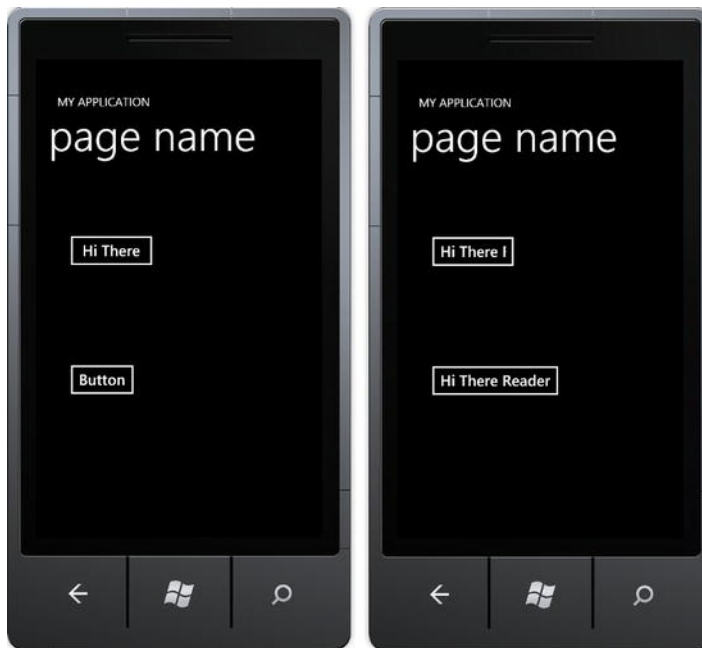 MY APPLICATION
page name
Hi There
Button
MY APPLICATION
page name
Hi There
Hi There Reader